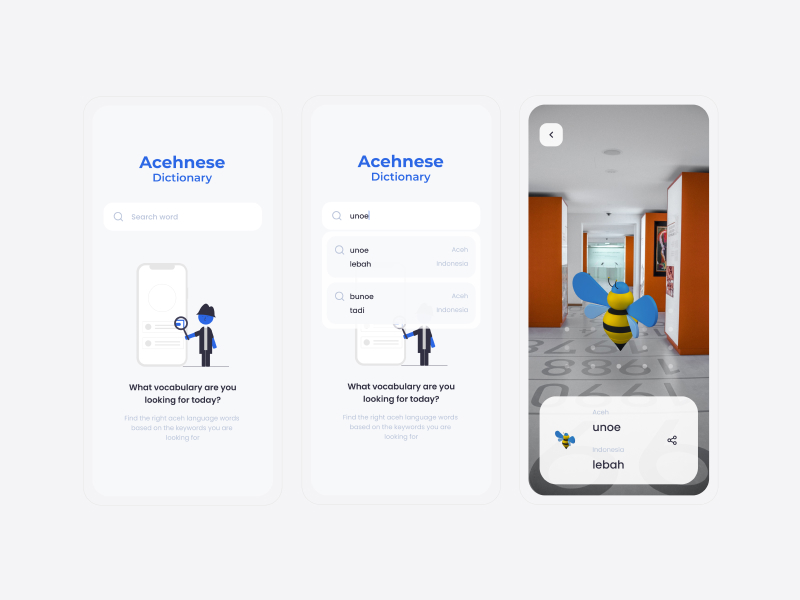 Acehnese
Dictionary
Search word
What vocabulary are you
looking for today?
Find the right aceh language words
based on the keywords you are
looking for
Acehnese
Dictionary
unoe
unoe Aceh
lebah Indonesia
bunoe Aceh
tadi Indonesia
What vocabulary are you
looking for today?
Find the right aceh language words
based on the keywords you are
looking for
1988
1990
Aceh
unoe
Indonesia
lebah